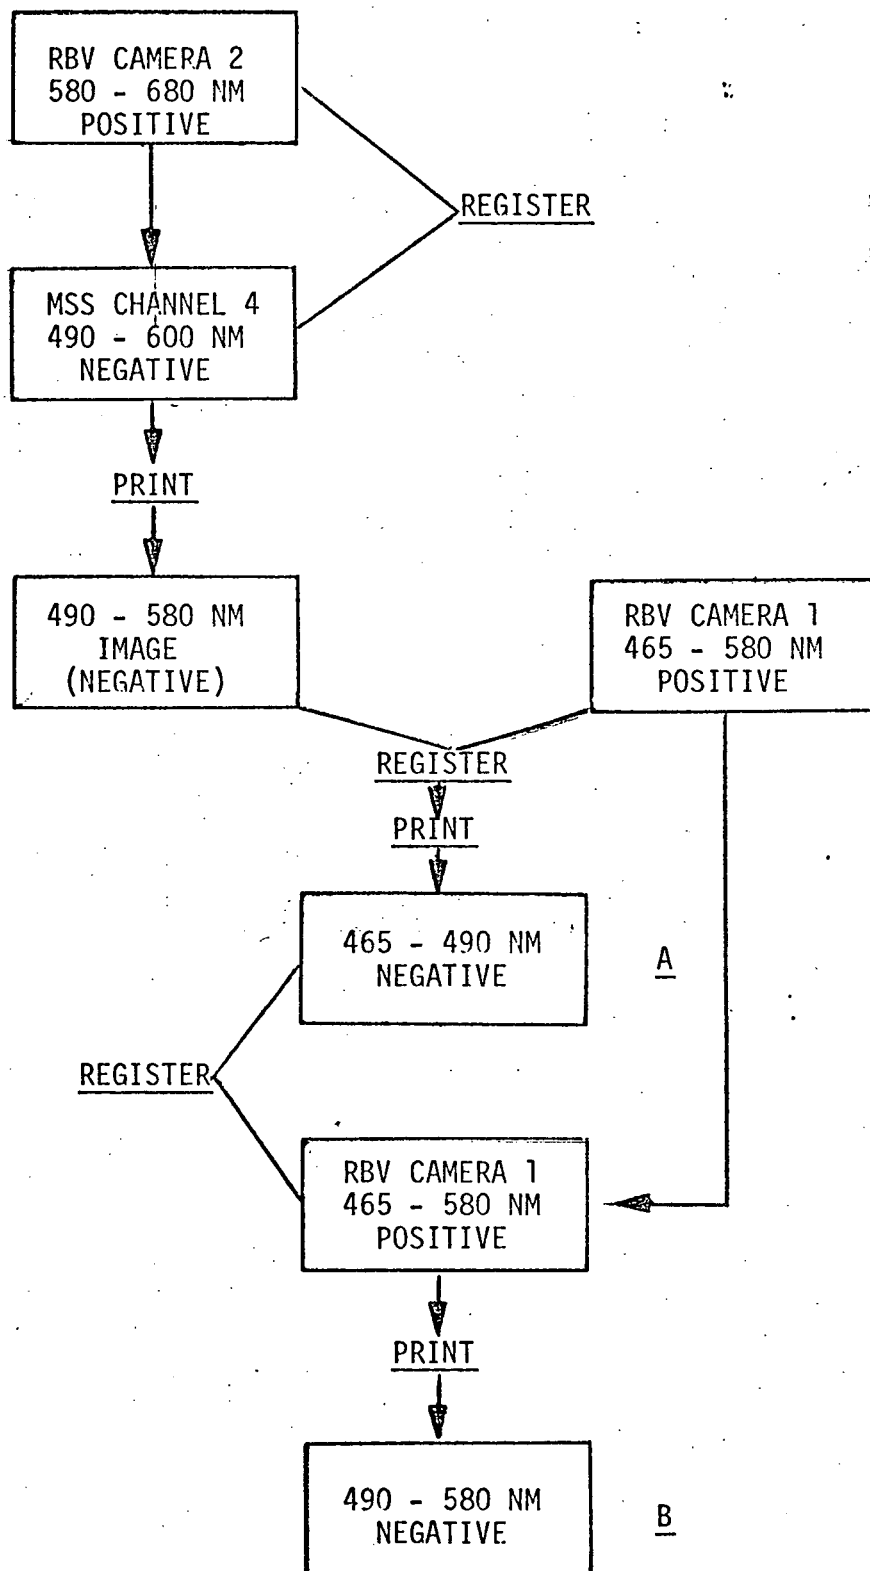 RBV CAMERA 2
580 - 680 NM
POSITIVE
REGISTER
MSS CHANNEL 4
490 - 600 NM
NEGATIVE
PRINT
490 - 580 NM
IMAGE
(NEGATIVE)
RBV CAMERA 1
465 - 580 NM
POSITIVE
REGISTER
PRINT
465 - 490 NM
NEGATIVE
A
REGISTER
RBV CAMERA 1
465 - 580 NM
POSITIVE
PRINT
490 - 580 NM
NEGATIVE
B